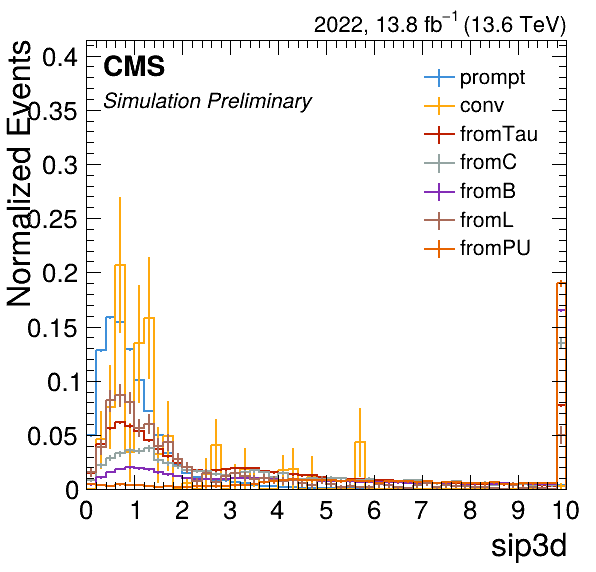 2022, 13.8 fb⁻¹ (13.6 TeV)
CMS
Simulation Preliminary
prompt
conv
fromTau
fromC
fromB
fromL
fromPU
Normalized Events
0.4
0.35
0.3
0.25
0.2
0.15
0.1
0.05
0
0 1 2 3 4 5 6 7 8 9 10
sip3d